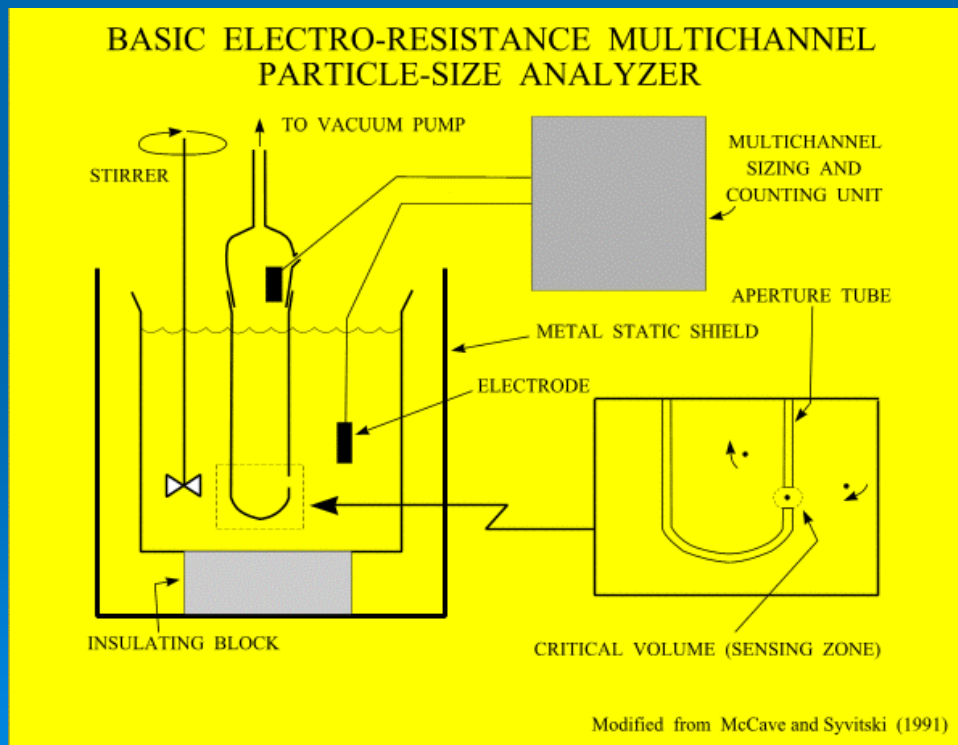 BASIC ELECTRO-RESISTANCE MULTICHANNEL
PARTICLE-SIZE ANALYZER
TO VACUUM PUMP
STIRRER
MULTICHANNEL
SIZING AND
COUNTING UNIT
APERTURE TUBE
METAL STATIC SHIELD
ELECTRODE
INSULATING BLOCK
CRITICAL VOLUME (SENSING ZONE)
Modified from McCave and Syvitski (1991)